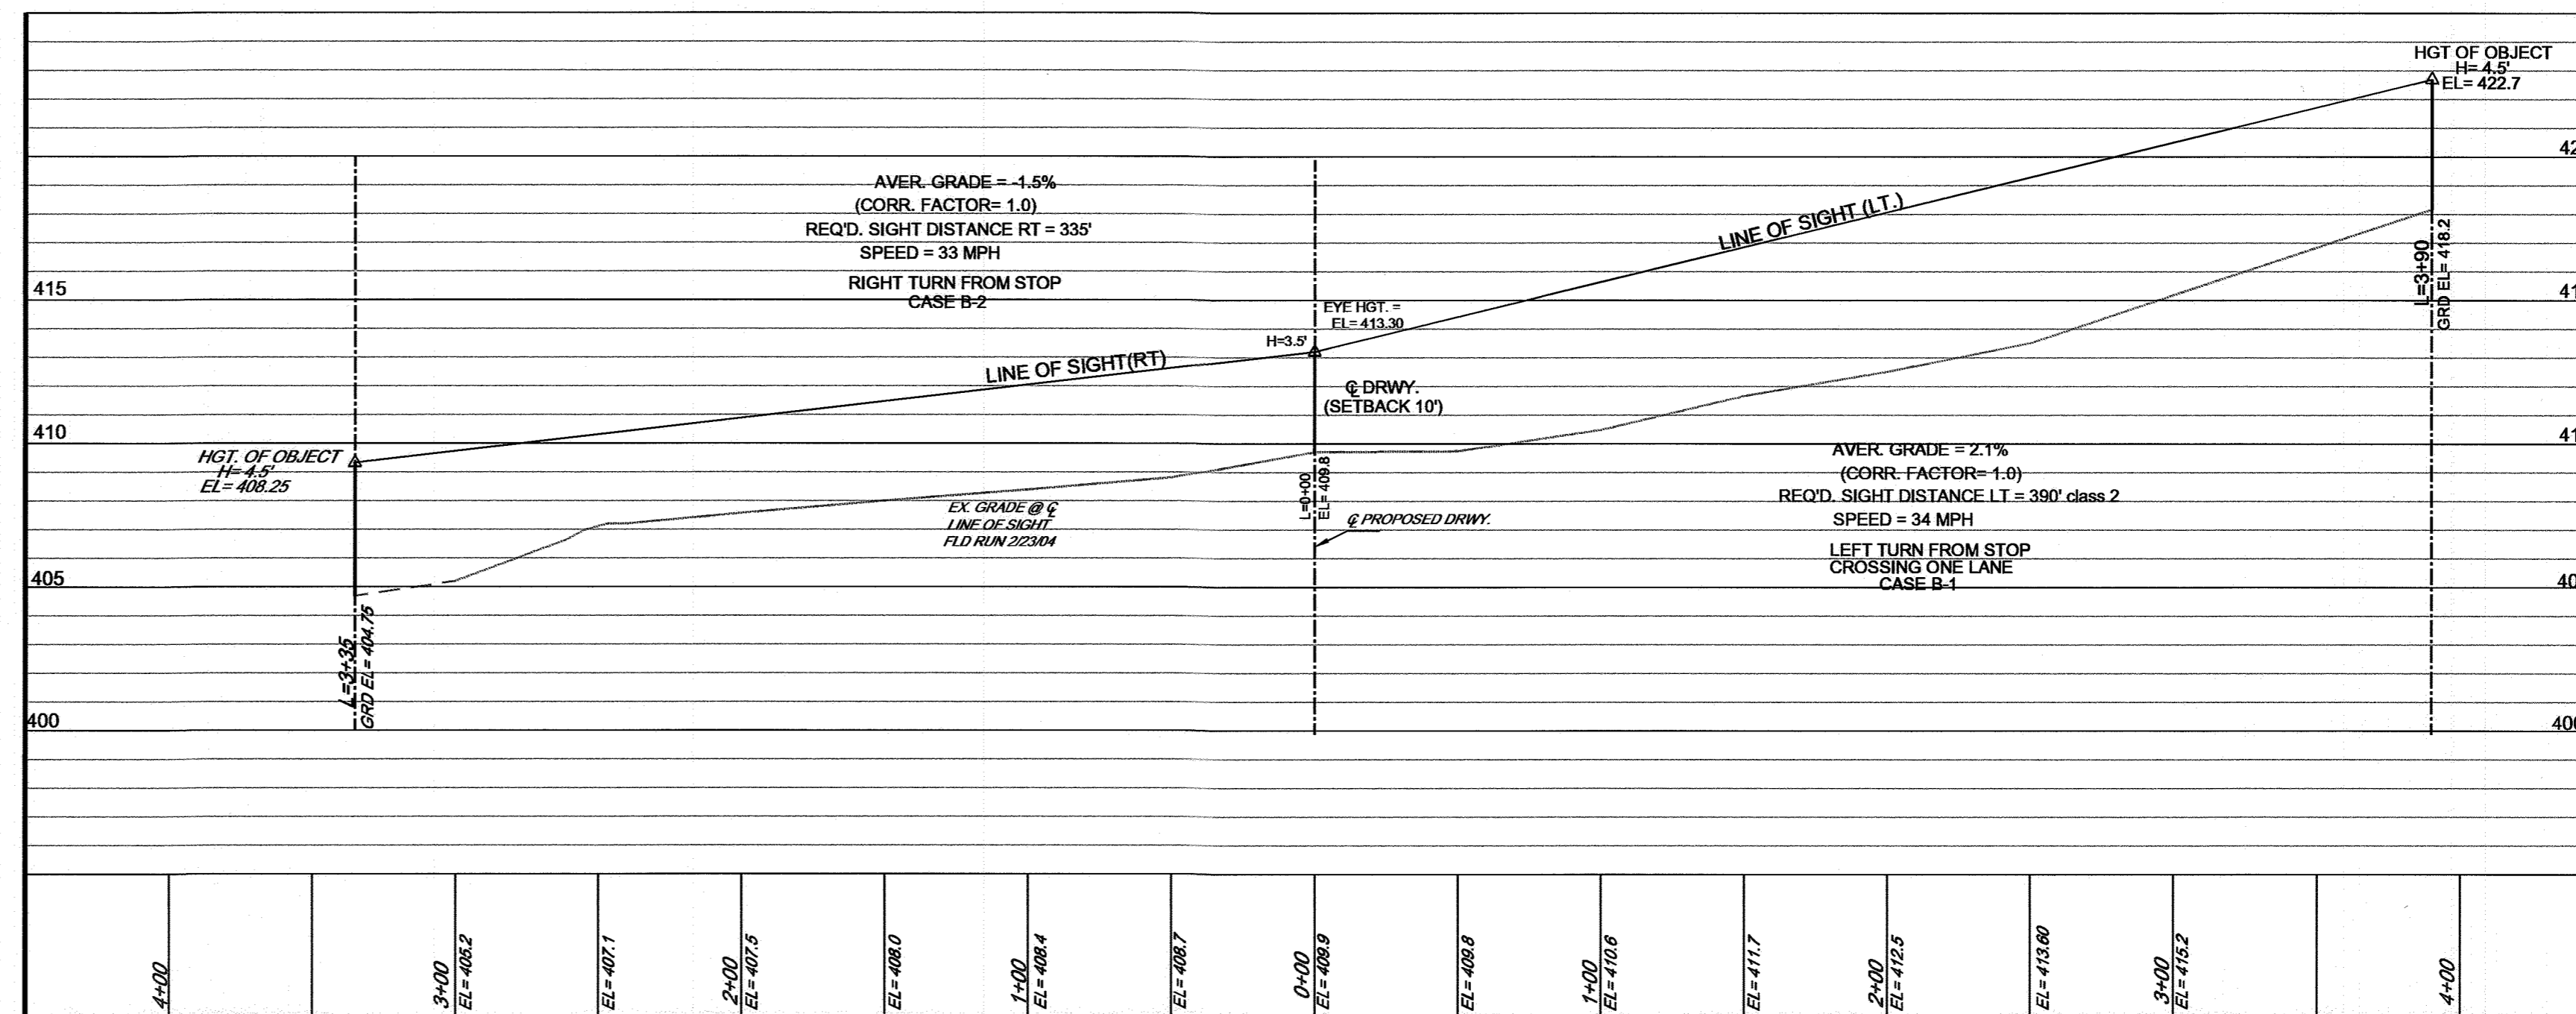 HGT OF OBJECT
H= 4.5'
EL= 422.7
AVER. GRADE = -1.5%
(CORR. FACTOR= 1.0)
REQ'D. SIGHT DISTANCE RT = 335'
SPEED = 33 MPH
RIGHT TURN FROM STOP
CASE B-2
LINE OF SIGHT (LT.)
L=3+90
GRD EL= 418.2
415
EYE HGT. =
EL= 413.30
H=3.5'
LINE OF SIGHT(RT)
℄ DRWY.
(SETBACK 10')
410
HGT. OF OBJECT
H= 4.5'
EL= 408.25
AVER. GRADE = 2.1%
(CORR. FACTOR= 1.0)
REQ'D. SIGHT DISTANCE LT = 390' class 2
SPEED = 34 MPH
LEFT TURN FROM STOP
CROSSING ONE LANE
CASE B-1
L=0+00
EL= 409.8
EX. GRADE @ ℄
LINE OF SIGHT
FLD RUN 2/23/04
℄ PROPOSED DRWY.
405
L=3+35
GRD EL= 404.75
400
400
4+00
3+00
EL= 405.2
EL= 407.1
2+00
EL= 407.5
EL= 408.0
1+00
EL= 408.4
EL= 408.7
0+00
EL= 409.9
EL= 409.8
1+00
EL= 410.6
EL= 411.7
2+00
EL= 412.5
EL= 413.60
3+00
EL= 415.2
4+00